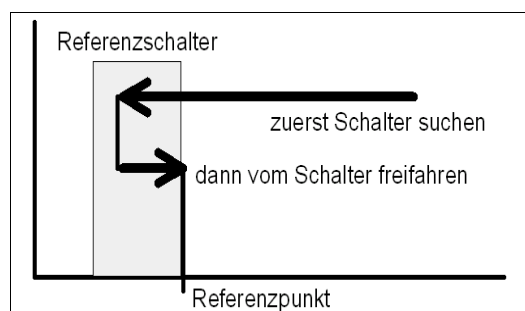 Referenzschalter
zuerst Schalter suchen
dann vom Schalter freifahren
Referenzpunkt